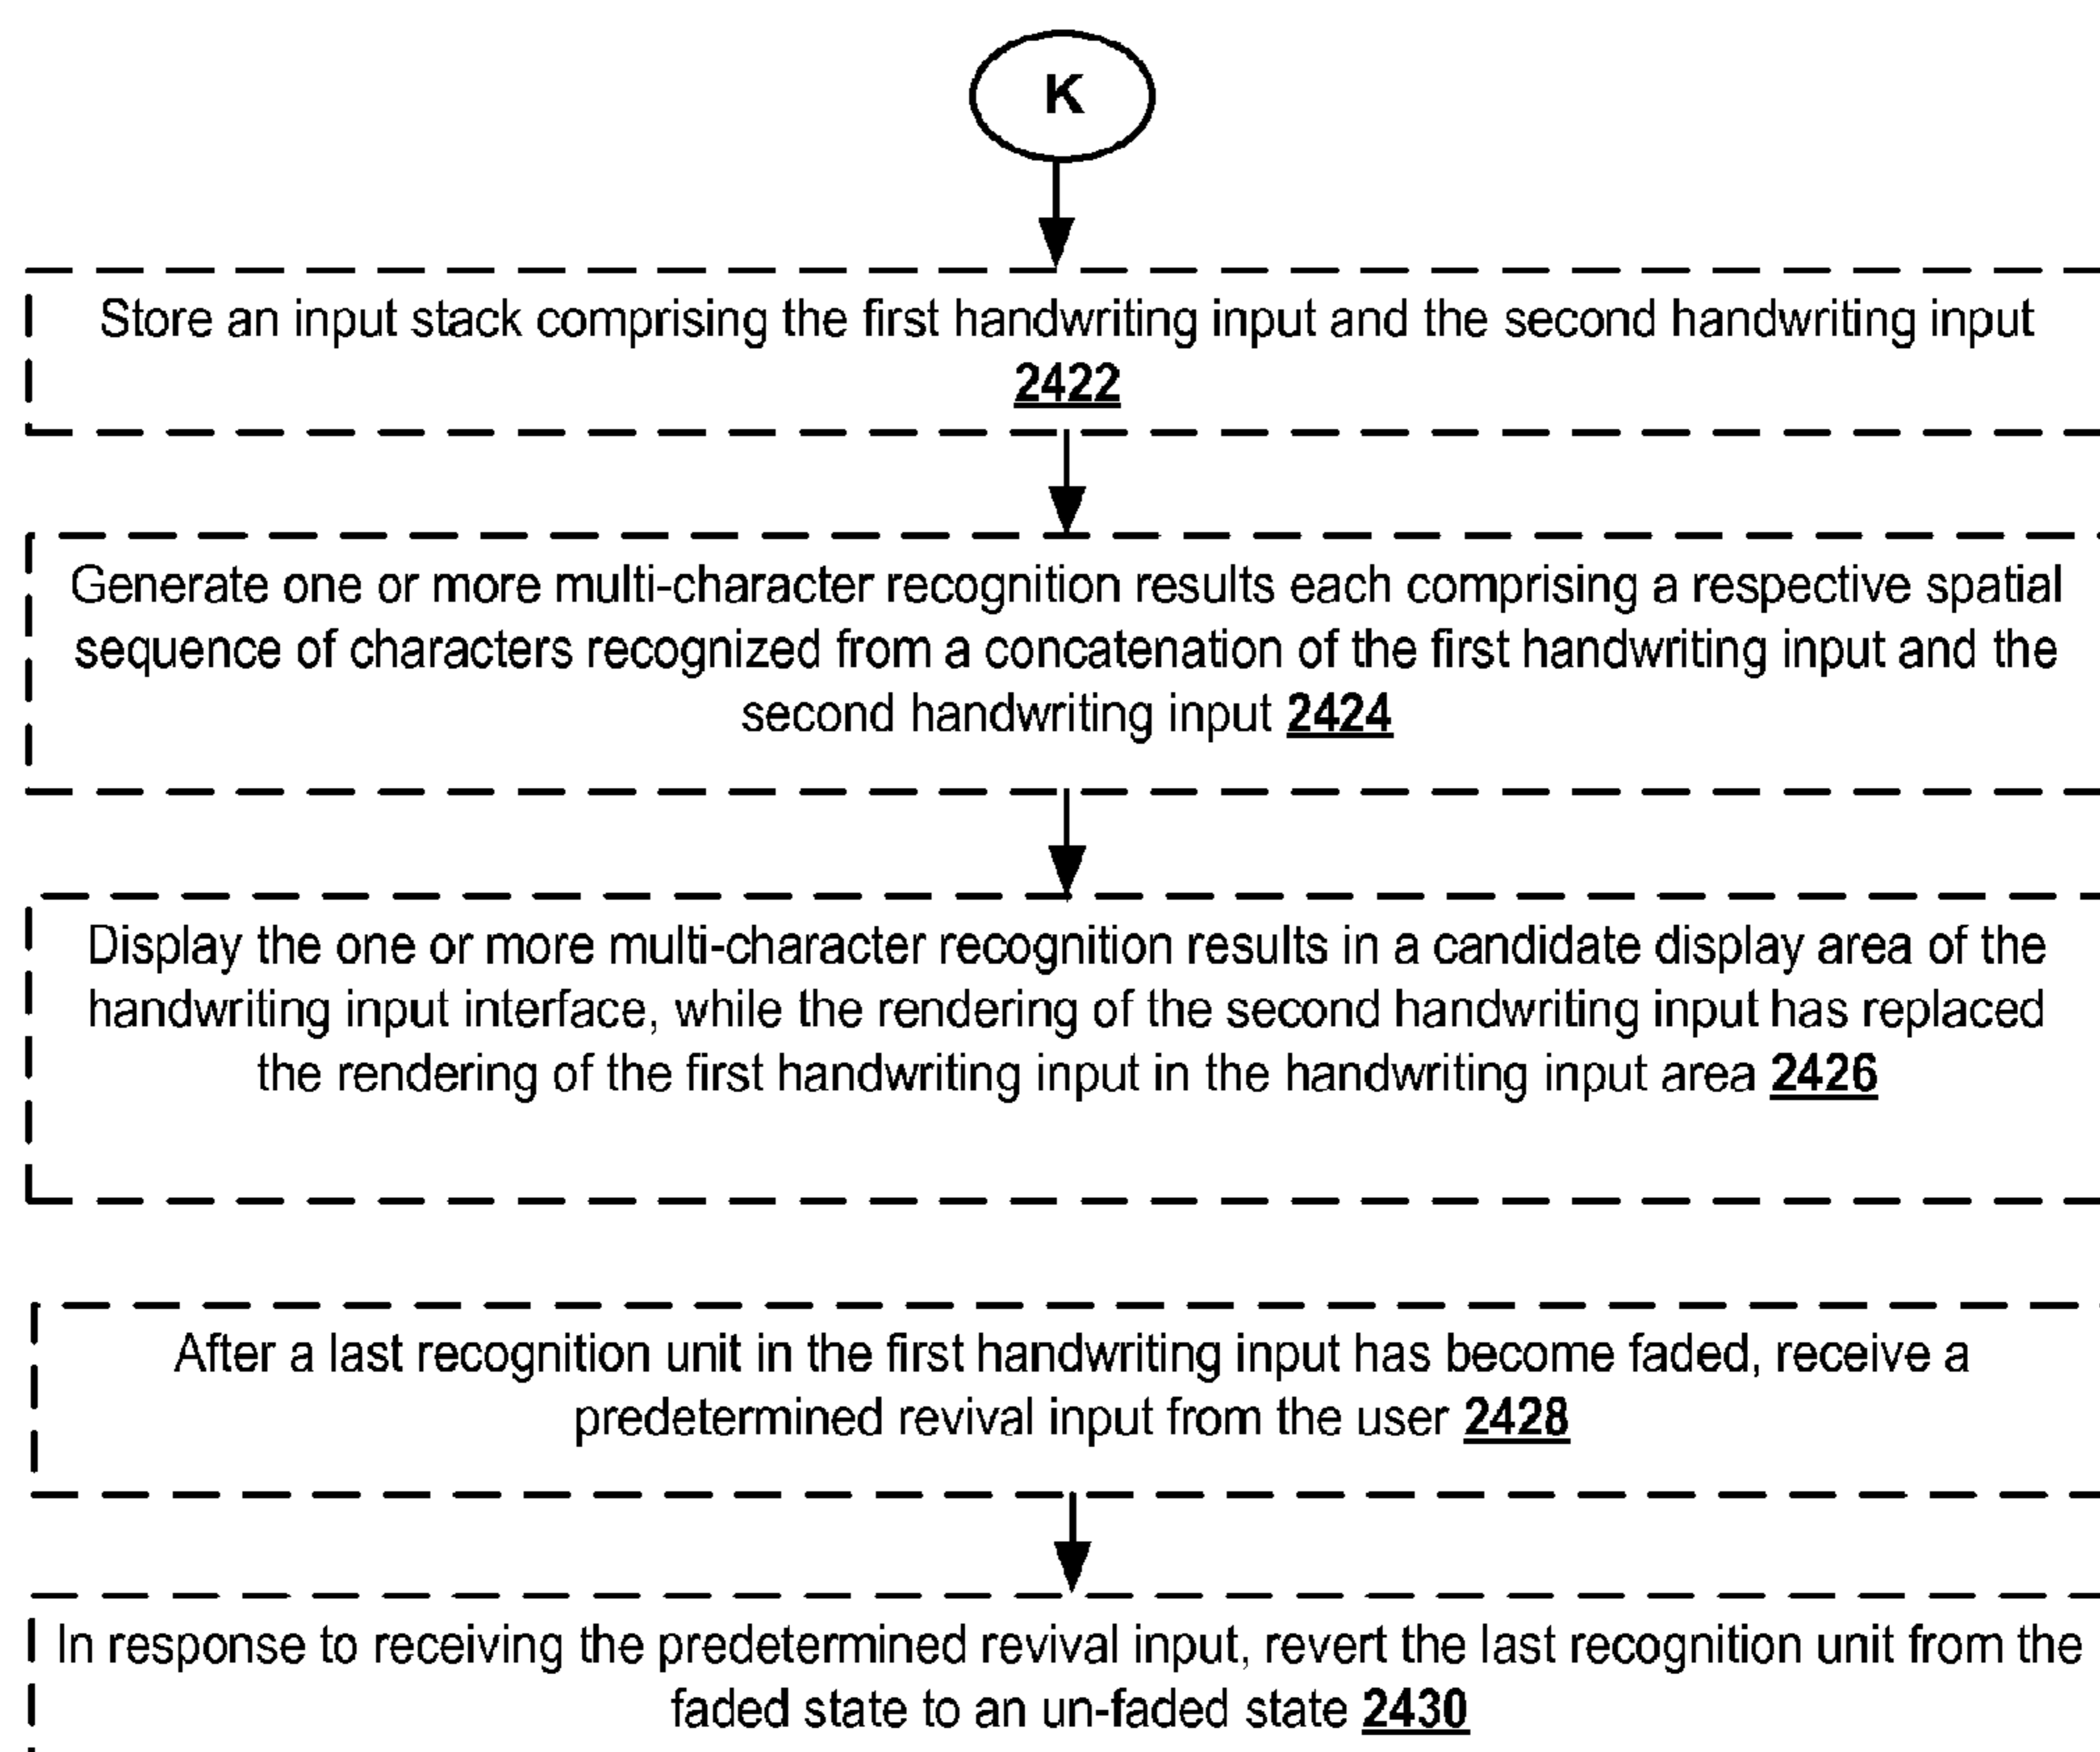 K
Store an input stack comprising the first handwriting input and the second handwriting input
2422
Generate one or more multi-character recognition results each comprising a respective spatial
sequence of characters recognized from a concatenation of the first handwriting input and the
second handwriting input 2424
Display the one or more multi-character recognition results in a candidate display area of the
handwriting input interface, while the rendering of the second handwriting input has replaced
the rendering of the first handwriting input in the handwriting input area 2426
After a last recognition unit in the first handwriting input has become faded, receive a
predetermined revival input from the user 2428
In response to receiving the predetermined revival input, revert the last recognition unit from the
faded state to an un-faded state 2430